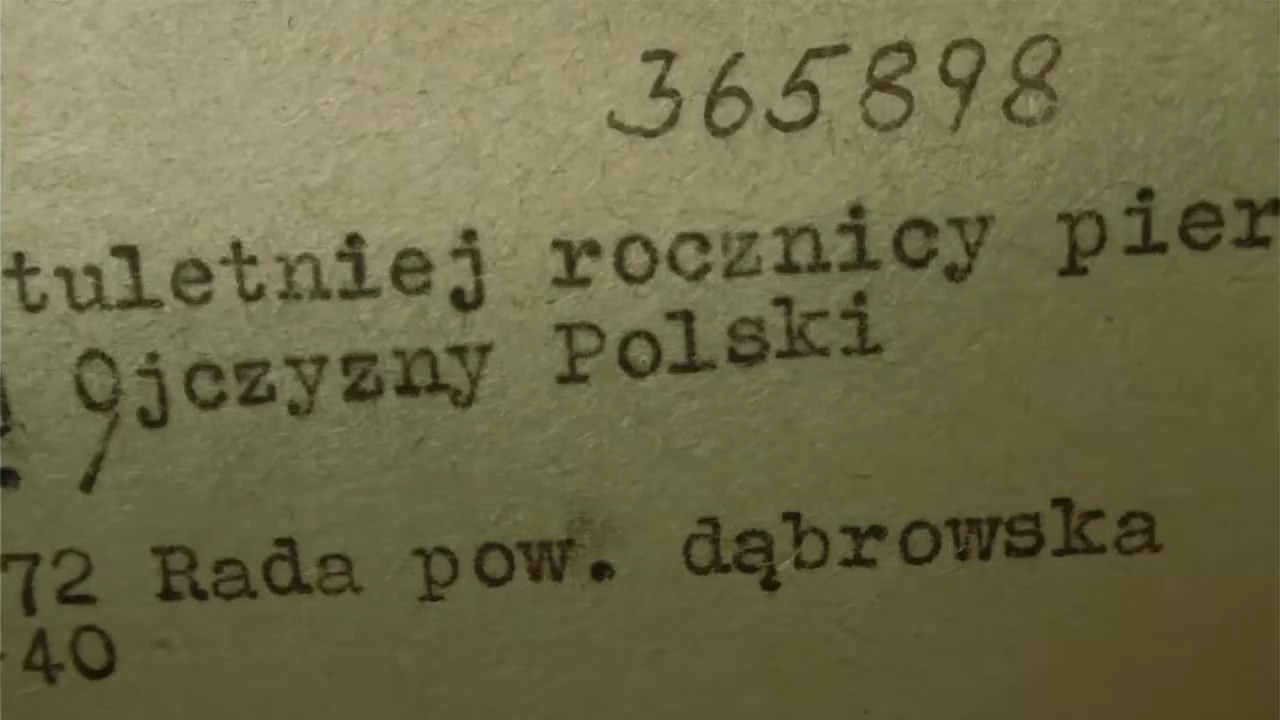 365898
tuletniej rocznicy pier
Ojczyzny Polski
. /
72 Rada pow. dąbrowska
40